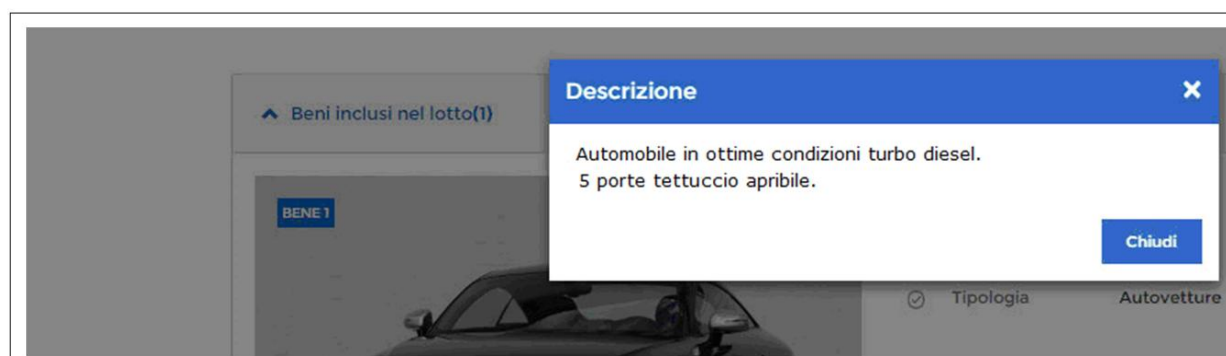 Beni inclusi nel lotto(1)
Descrizione
Automobile in ottime condizioni turbo diesel.
5 porte tettuccio apribile.
Chiudi
BENE 1
Tipologia Autovetture